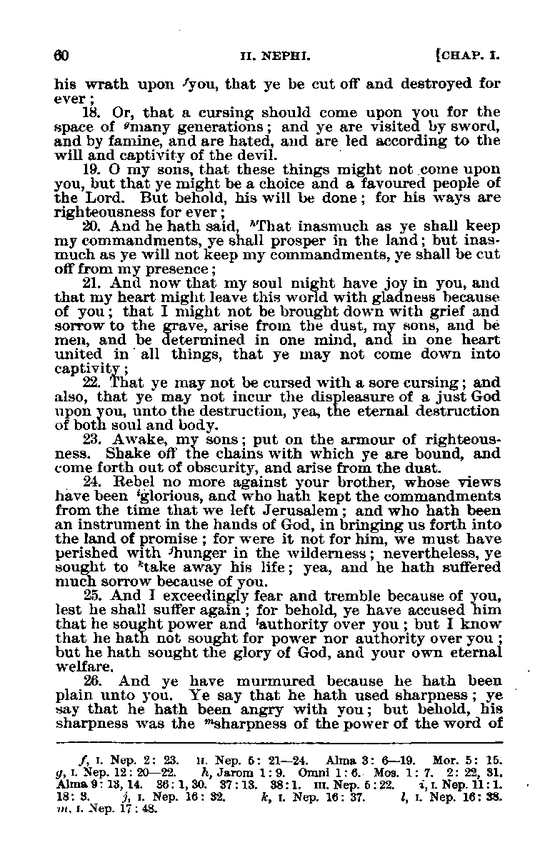 60 II. NEPHI. [CHAP. I.
his wrath upon fyou, that ye be cut off and destroyed for
ever;
18. Or, that a cursing should come upon you for the
space of gmany generations; and ye are visited by sword,
and by famine, and are hated, and are led according to the
will and captivity of the devil.
19. O my sons, that these things might not come upon
you, but that ye might be a choice and a favoured people of
the Lord. But behold, his will be done; for his ways are
righteousness for ever;
20. And he hath said, hThat inasmuch as ye shall keep
my commandments, ye shall prosper in the land; but inas-
much as ye will not keep my commandments, ye shall be cut
off from my presence;
21. And now that my soul might have joy in you, and
that my heart might leave this world with gladness because
of you; that I might not be brought down with grief and
sorrow to the grave, arise from the dust, my sons, and be
men, and be determined in one mind, and in one heart
united in all things, that ye may not come down into
captivity;
22. That ye may not be cursed with a sore cursing; and
also, that ye may not incur the displeasure of a just God
upon you, unto the destruction, yea, the eternal destruction
of both soul and body.
23. Awake, my sons; put on the armour of righteous-
ness. Shake off the chains with which ye are bound, and
come forth out of obscurity, and arise from the dust.
24. Rebel no more against your brother, whose views
have been iglorious, and who hath kept the commandments
from the time that we left Jerusalem; and who hath been
an instrument in the hands of God, in bringing us forth into
the land of promise; for were it not for him, we must have
perished with jhunger in the wilderness; nevertheless, ye
sought to ktake away his life; yea, and he hath suffered
much sorrow because of you.
25. And I exceedingly fear and tremble because of you,
lest he shall suffer again; for behold, ye have accused him
that he sought power and lauthority over you; but I know
that he hath not sought for power nor authority over you;
but he hath sought the glory of God, and your own eternal
welfare.
26. And ye have murmured because he hath been
plain unto you. Ye say that he hath used sharpness; ye
say that he hath been angry with you; but behold, his
sharpness was the msharpness of the power of the word of
f, I. Nep. 2: 23. II. Nep. 5: 21—24. Alma 3: 6—19. Mor. 5: 15.
g, I. Nep. 12: 20—22. h, Jarom 1: 9. Omni 1: 6. Mos. 1: 7. 2: 22, 31.
Alma 9: 13, 14. 36: 1, 30. 37: 13. 38: 1. III. Nep. 5: 22. i, I. Nep. 11: 1.
18: 3. j, I. Nep. 16: 32. k, I. Nep. 16: 37. l, I. Nep. 16: 38.
m, I. Nep. 17: 48.